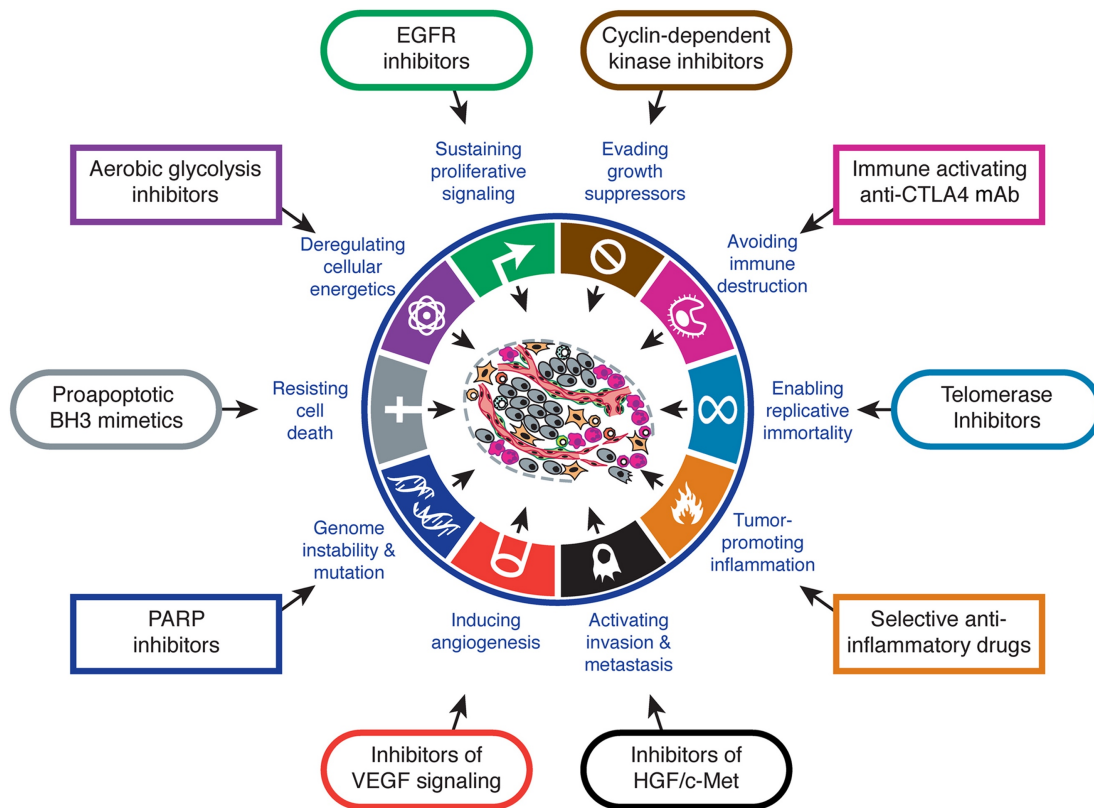 EGFR
inhibitors
Cyclin-dependent
kinase inhibitors
Aerobic glycolysis
inhibitors
Sustaining
proliferative
signaling
Evading
growth
suppressors
Immune activating
anti-CTLA4 mAb
Deregulating
cellular
energetics
Avoiding
immune
destruction
Proapoptotic
BH3 mimetics
Resisting
cell
death
Enabling
replicative
immortality
Telomerase
Inhibitors
Genome
instability &
mutation
Tumor-
promoting
inflammation
PARP
inhibitors
Inducing
angiogenesis
Activating
invasion &
metastasis
Selective anti-
inflammatory drugs
Inhibitors of
VEGF signaling
Inhibitors of
HGF/c-Met